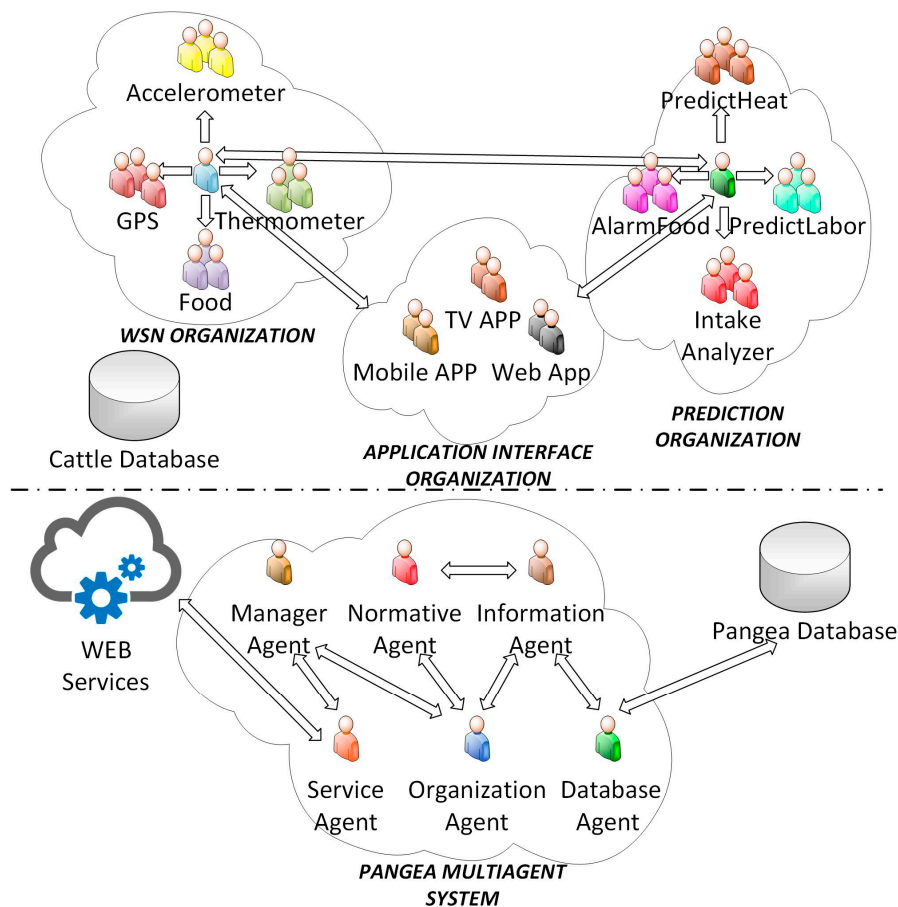 Accelerometer
PredictHeat
GPS
Thermometer
AlarmFood
PredictLabor
Food
TV APP
Intake
Analyzer
WSN ORGANIZATION
Mobile APP
Web App
PREDICTION
ORGANIZATION
Cattle Database
APPLICATION INTERFACE
ORGANIZATION
Manager
Agent
Normative
Agent
Information
Agent
WEB
Services
Pangea Database
Service
Agent
Organization
Agent
Database
Agent
PANGEA MULTIAGENT
SYSTEM